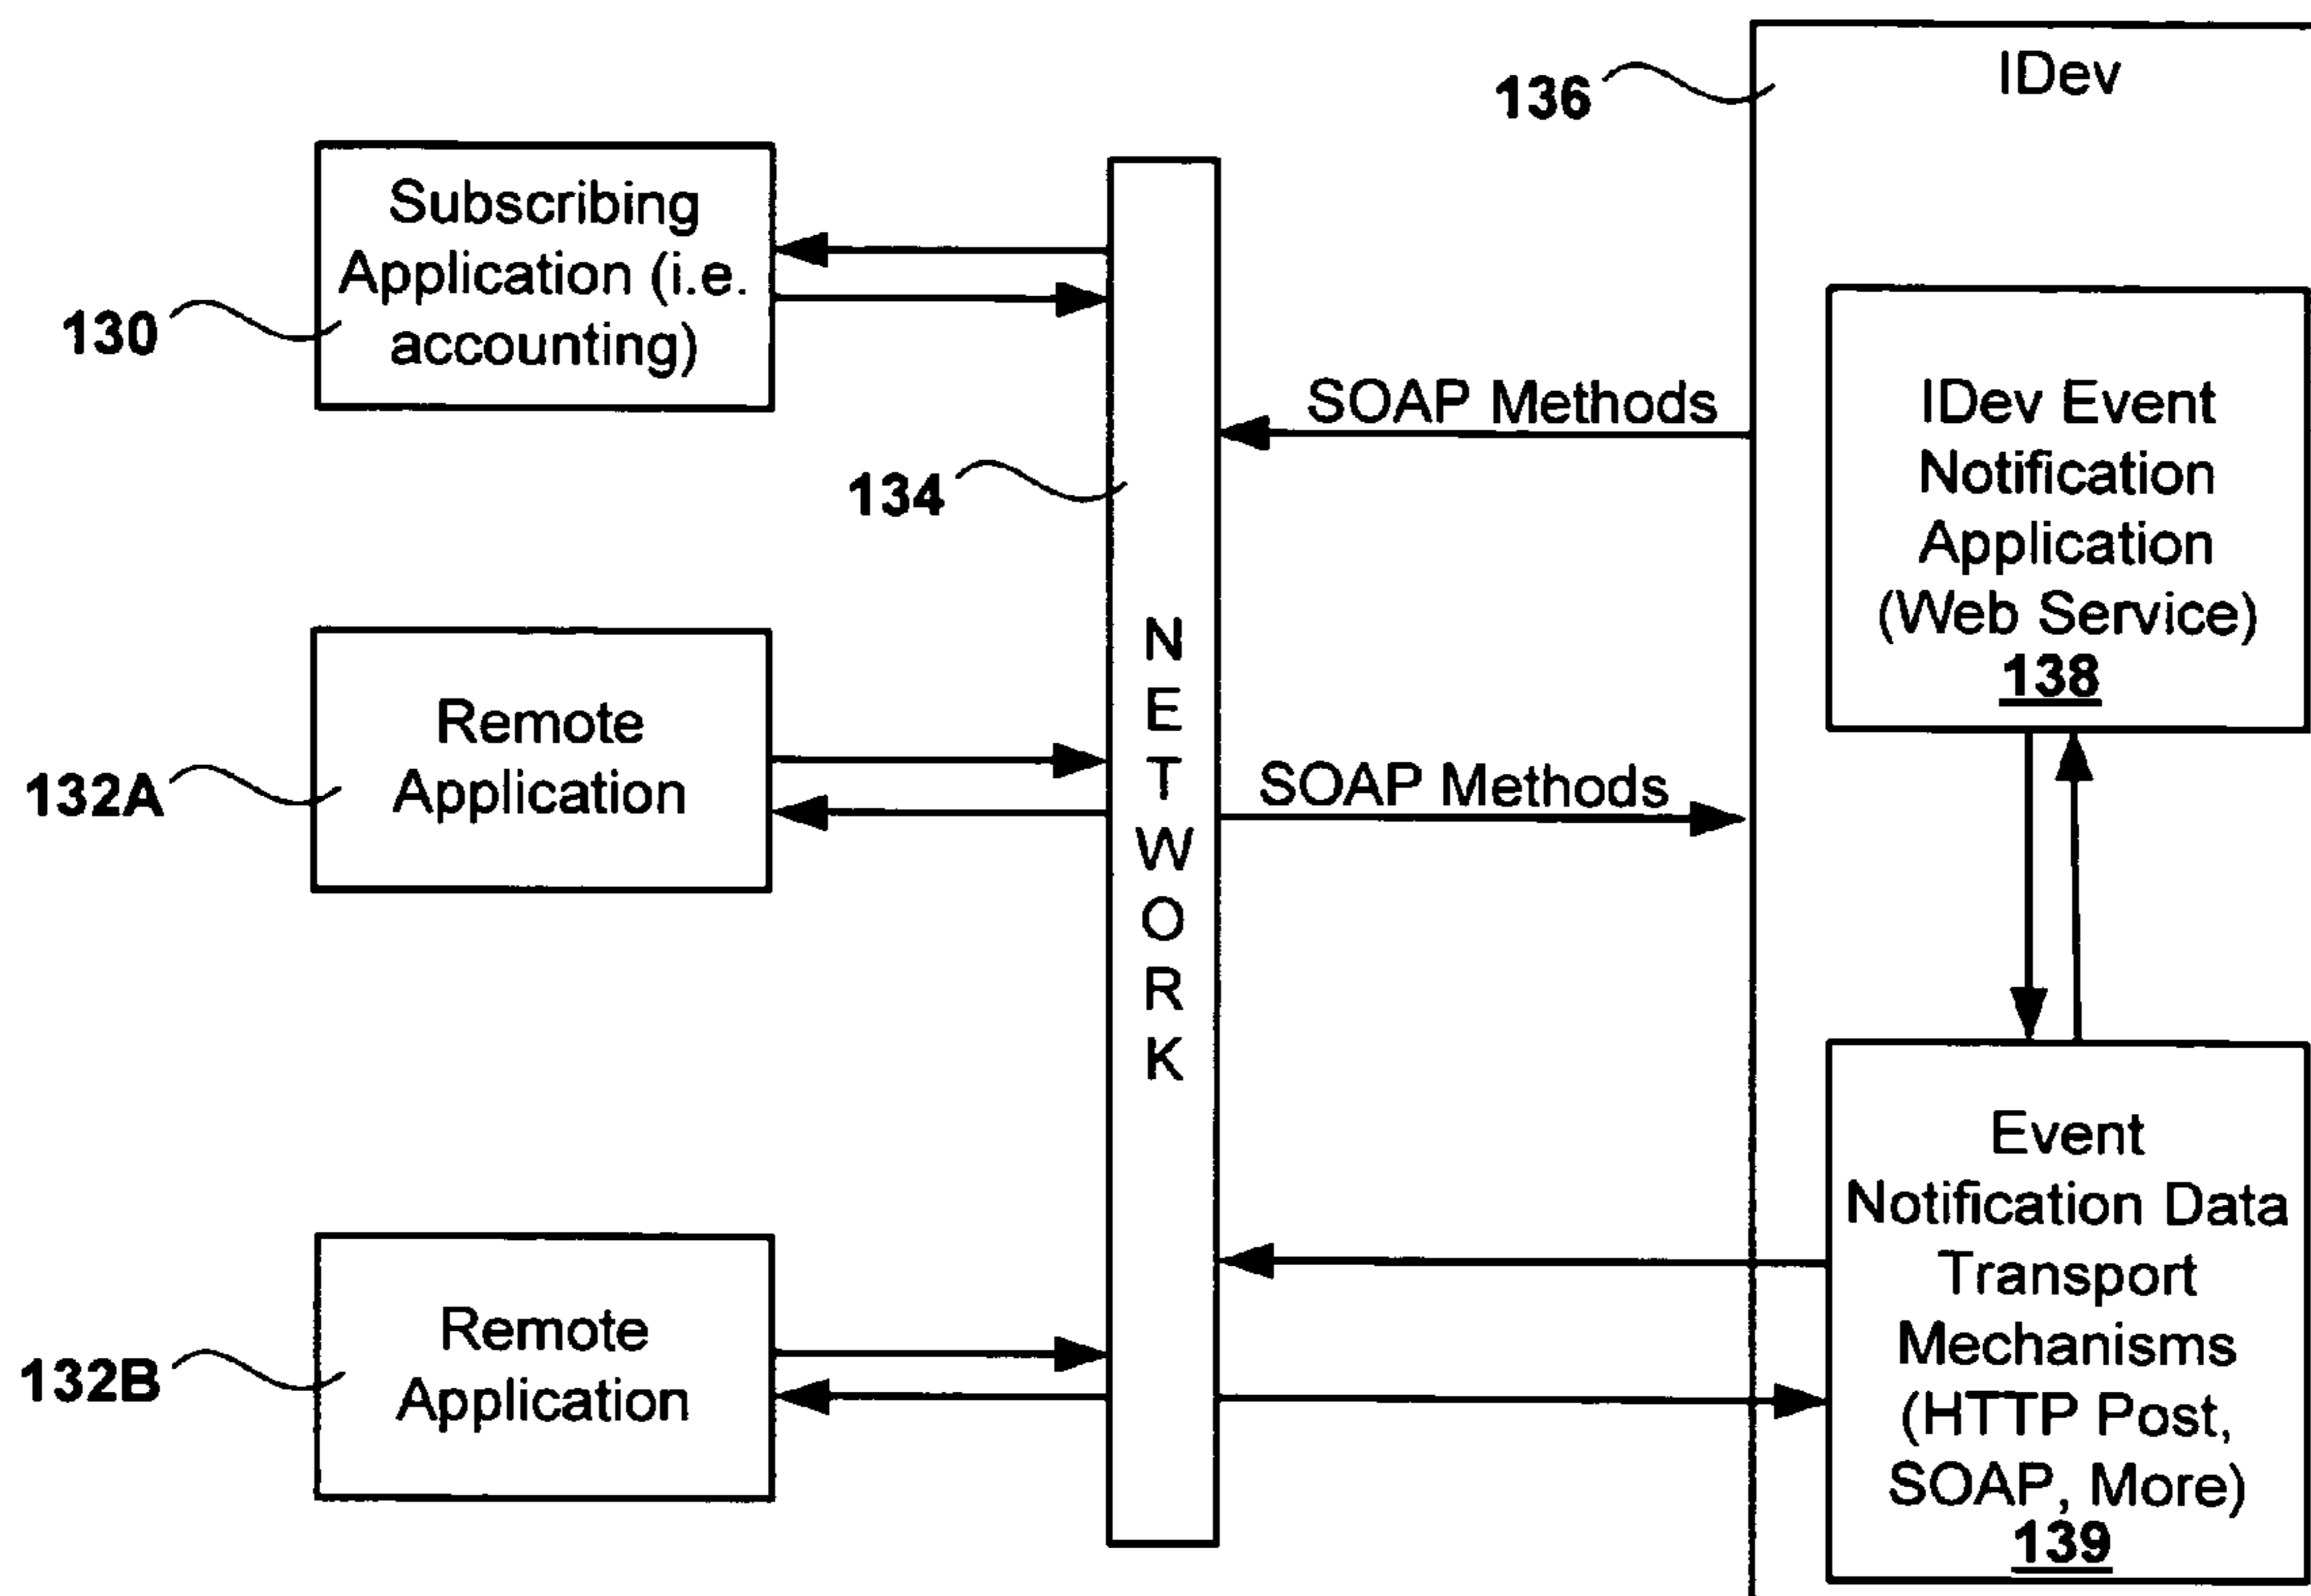 IDev
136
Subscribing
Application (i.e.
accounting)
130
SOAP Methods
134
IDev Event
Notification
Application
(Web Service)
138
NETWORK
Remote
Application
132A
SOAP Methods
Event
Notification Data
Transport
Mechanisms
(HTTP Post,
SOAP, More)
139
Remote
Application
132B